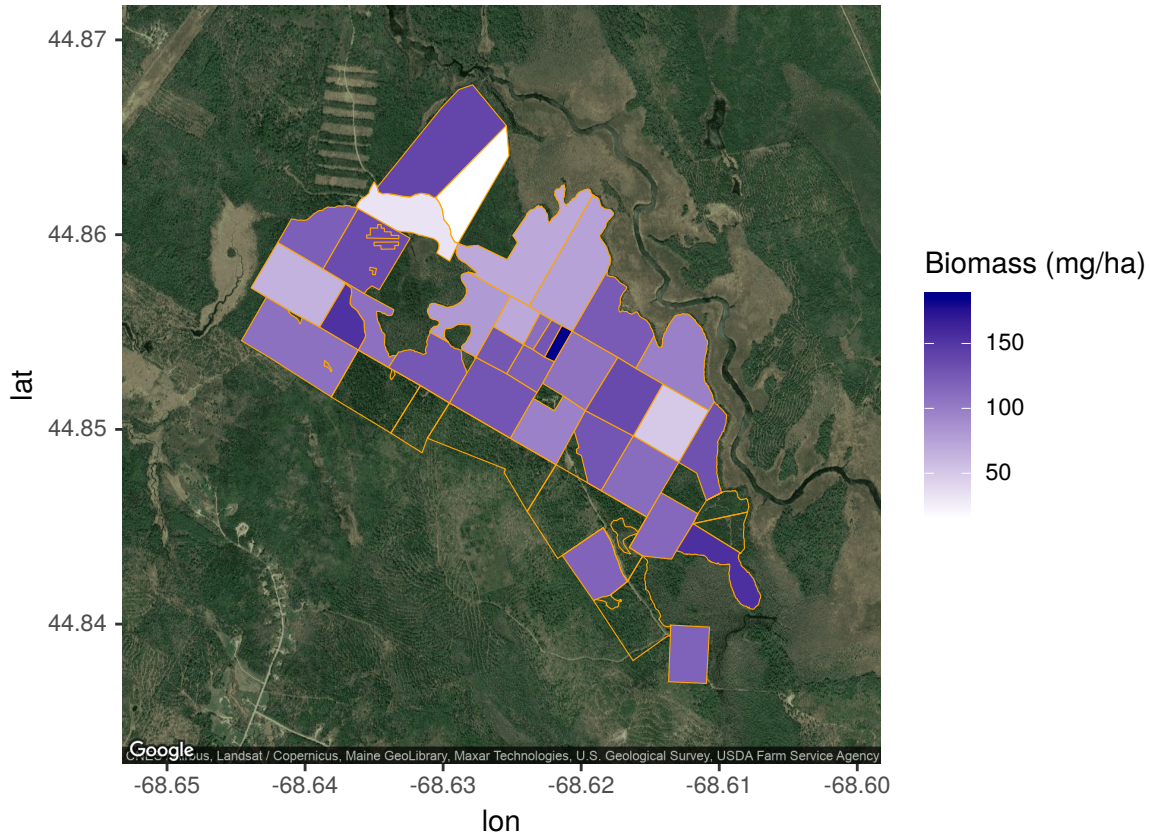 44.87
44.86
44.85
44.84
lat
Google
Landsat / Copernicus, Maine GeoLibrary, Maxar Technologies, U.S. Geological Survey, USDA Farm Service Agency
-68.65
-68.64
-68.63
-68.62
-68.61
-68.60
lon
Biomass (mg/ha)
150
100
50